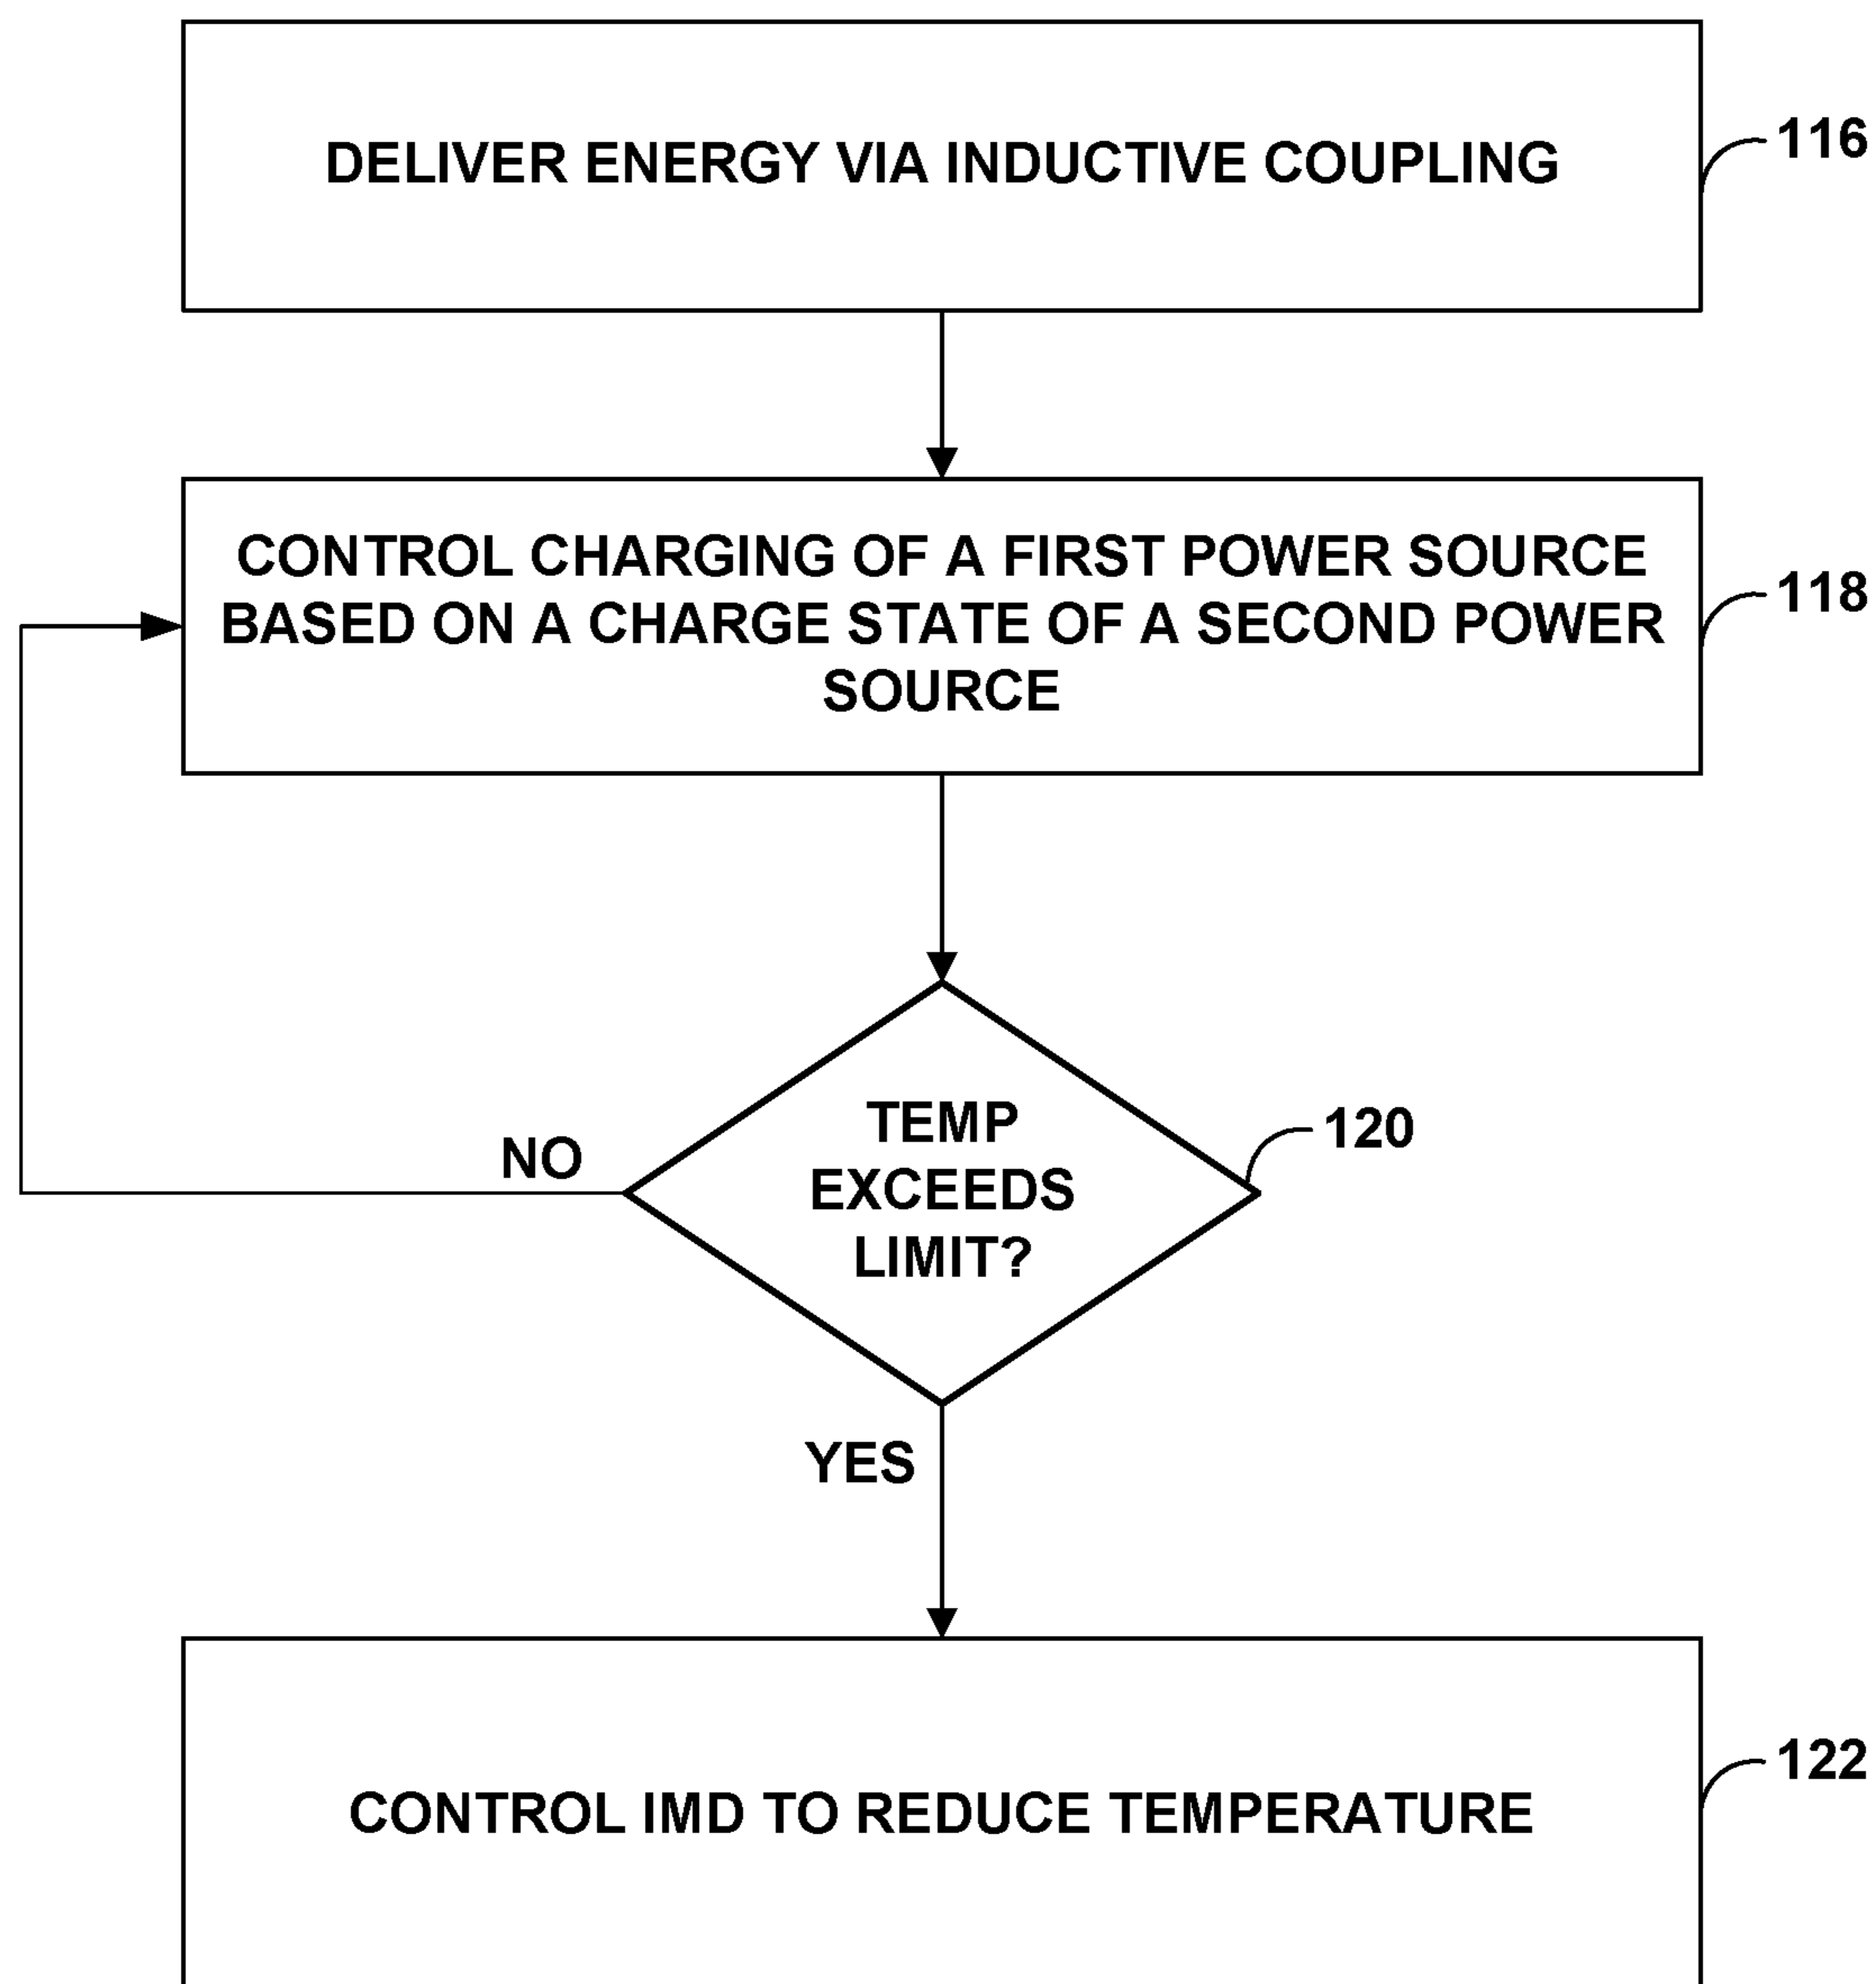 DELIVER ENERGY VIA INDUCTIVE COUPLING
116
CONTROL CHARGING OF A FIRST POWER SOURCE
BASED ON A CHARGE STATE OF A SECOND POWER
SOURCE
118
TEMP
EXCEEDS
LIMIT?
120
NO
YES
CONTROL IMD TO REDUCE TEMPERATURE
122